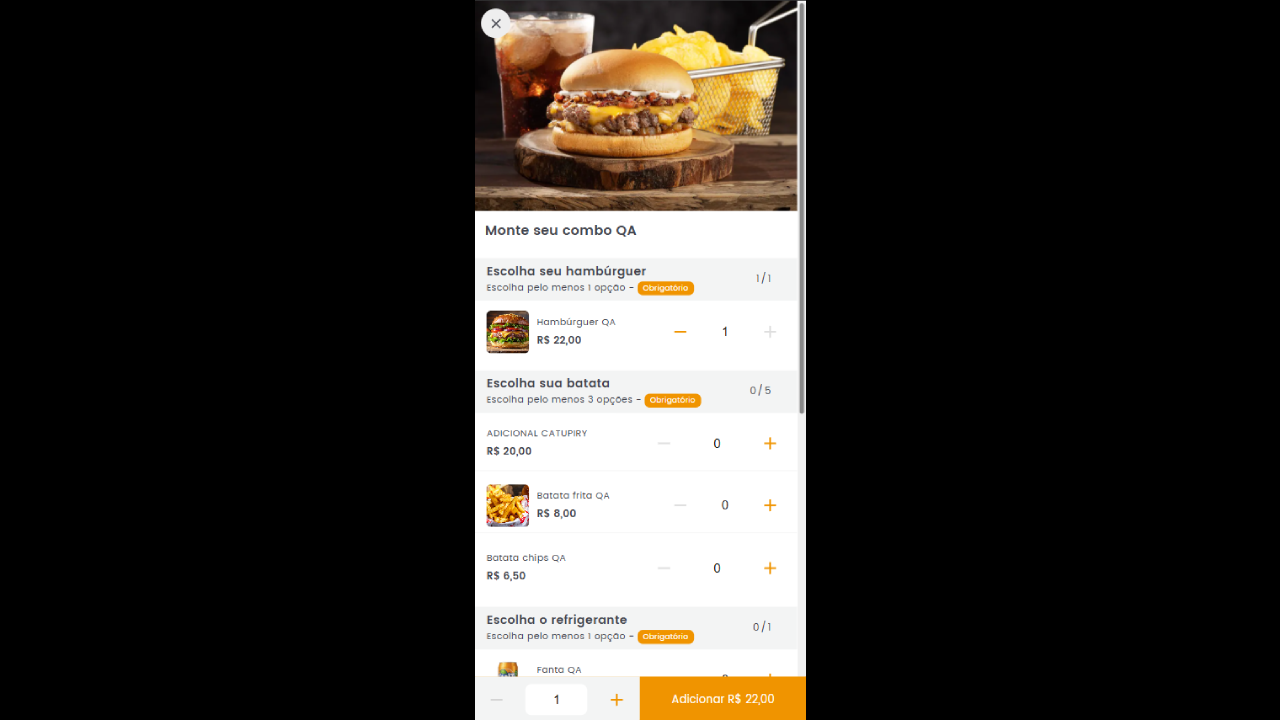 Monte seu combo QA
Escolha seu hambúrguer
1/1
Escolha pelo menos 1 opção - Obrigatório
Hambúrguer QA
R$ 22,00
1
Escolha sua batata
0/5
Escolha pelo menos 3 opções - Obrigatório
ADICIONAL CATUPIRY
R$ 20,00
0
Batata frita QA
R$ 8,00
0
Batata chips QA
R$ 6,50
0
Escolha o refrigerante
0/1
Escolha pelo menos 1 opção - Obrigatório
Fanta QA
1
Adicionar R$ 22,00